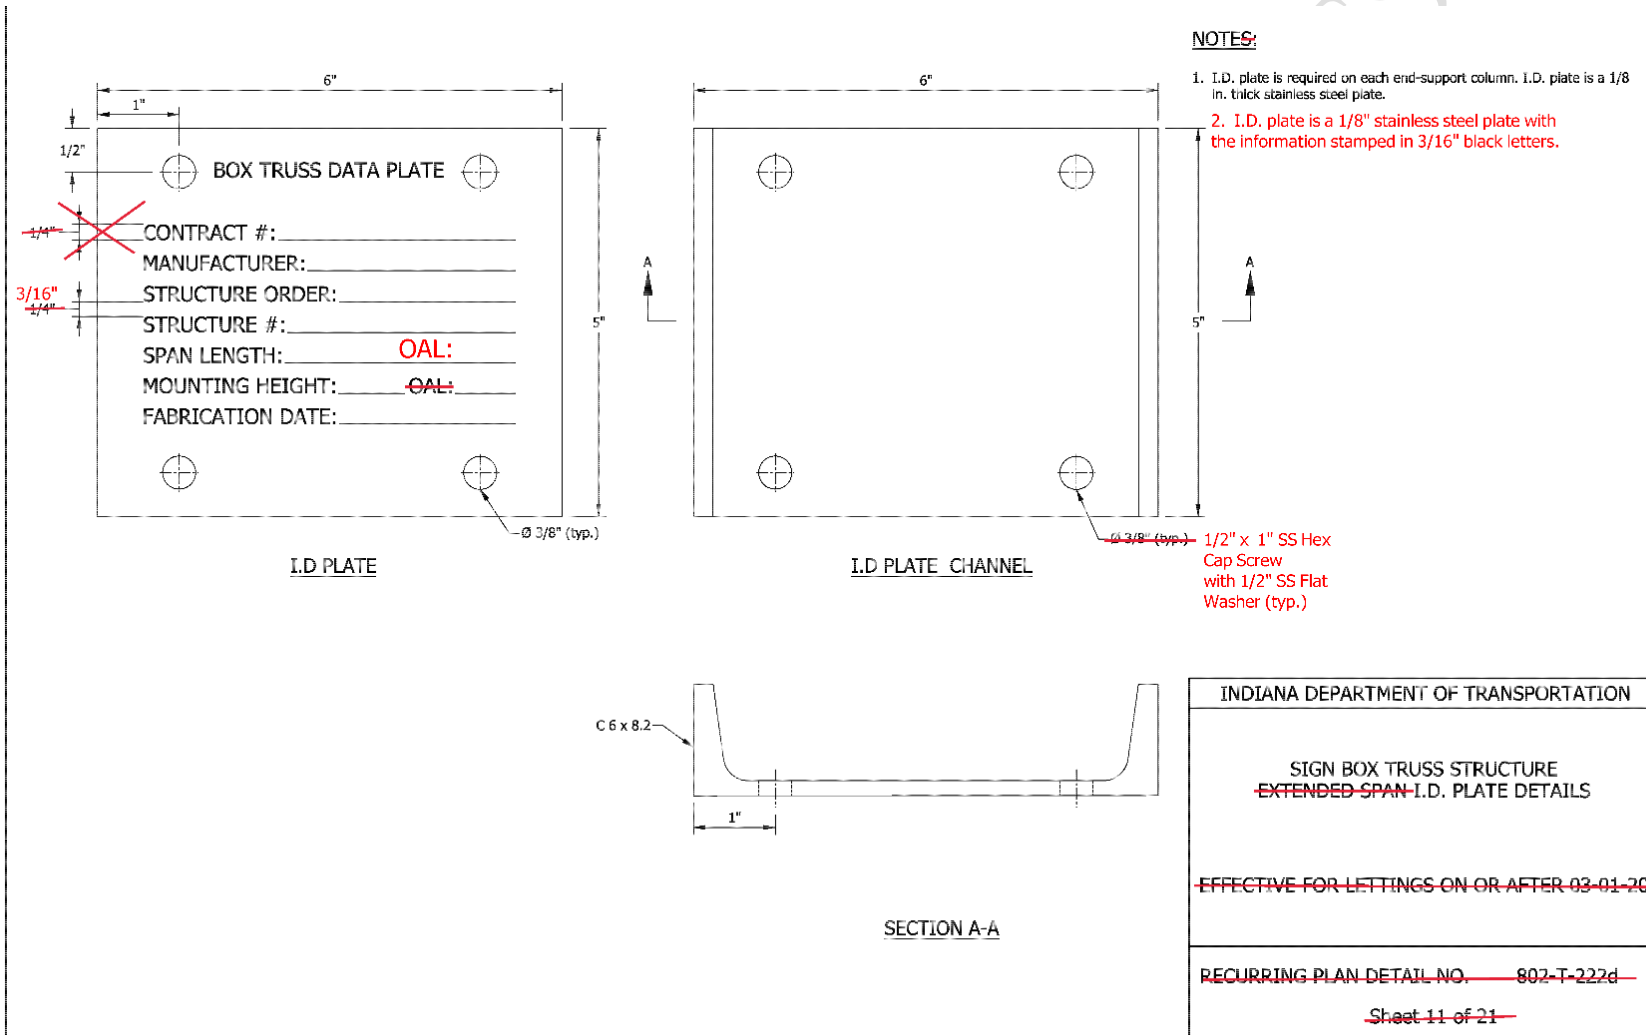 NOTES:
1. I.D. plate is required on each end-support column. I.D. plate is a 1/8
in. thick stainless steel plate.
2. I.D. plate is a 1/8" stainless steel plate with
the information stamped in 3/16" black letters.
6"
1"
1/2"
BOX TRUSS DATA PLATE
1/4"
CONTRACT #:
MANUFACTURER:
3/16"
1/4"
STRUCTURE ORDER:
STRUCTURE #:
SPAN LENGTH: OAL:
MOUNTING HEIGHT: OAL:
FABRICATION DATE:
5"
Ø 3/8" (typ.)
I.D PLATE
6"
A
A
5"
Ø 3/8" (typ.)
1/2" x 1" SS Hex
Cap Screw
with 1/2" SS Flat
Washer (typ.)
I.D PLATE CHANNEL
C 6 x 8.2
1"
SECTION A-A
INDIANA DEPARTMENT OF TRANSPORTATION
SIGN BOX TRUSS STRUCTURE
EXTENDED SPAN I.D. PLATE DETAILS
EFFECTIVE FOR LETTINGS ON OR AFTER 03-01-20
RECURRING PLAN DETAIL NO. 802-T-222d
Sheet 11 of 21